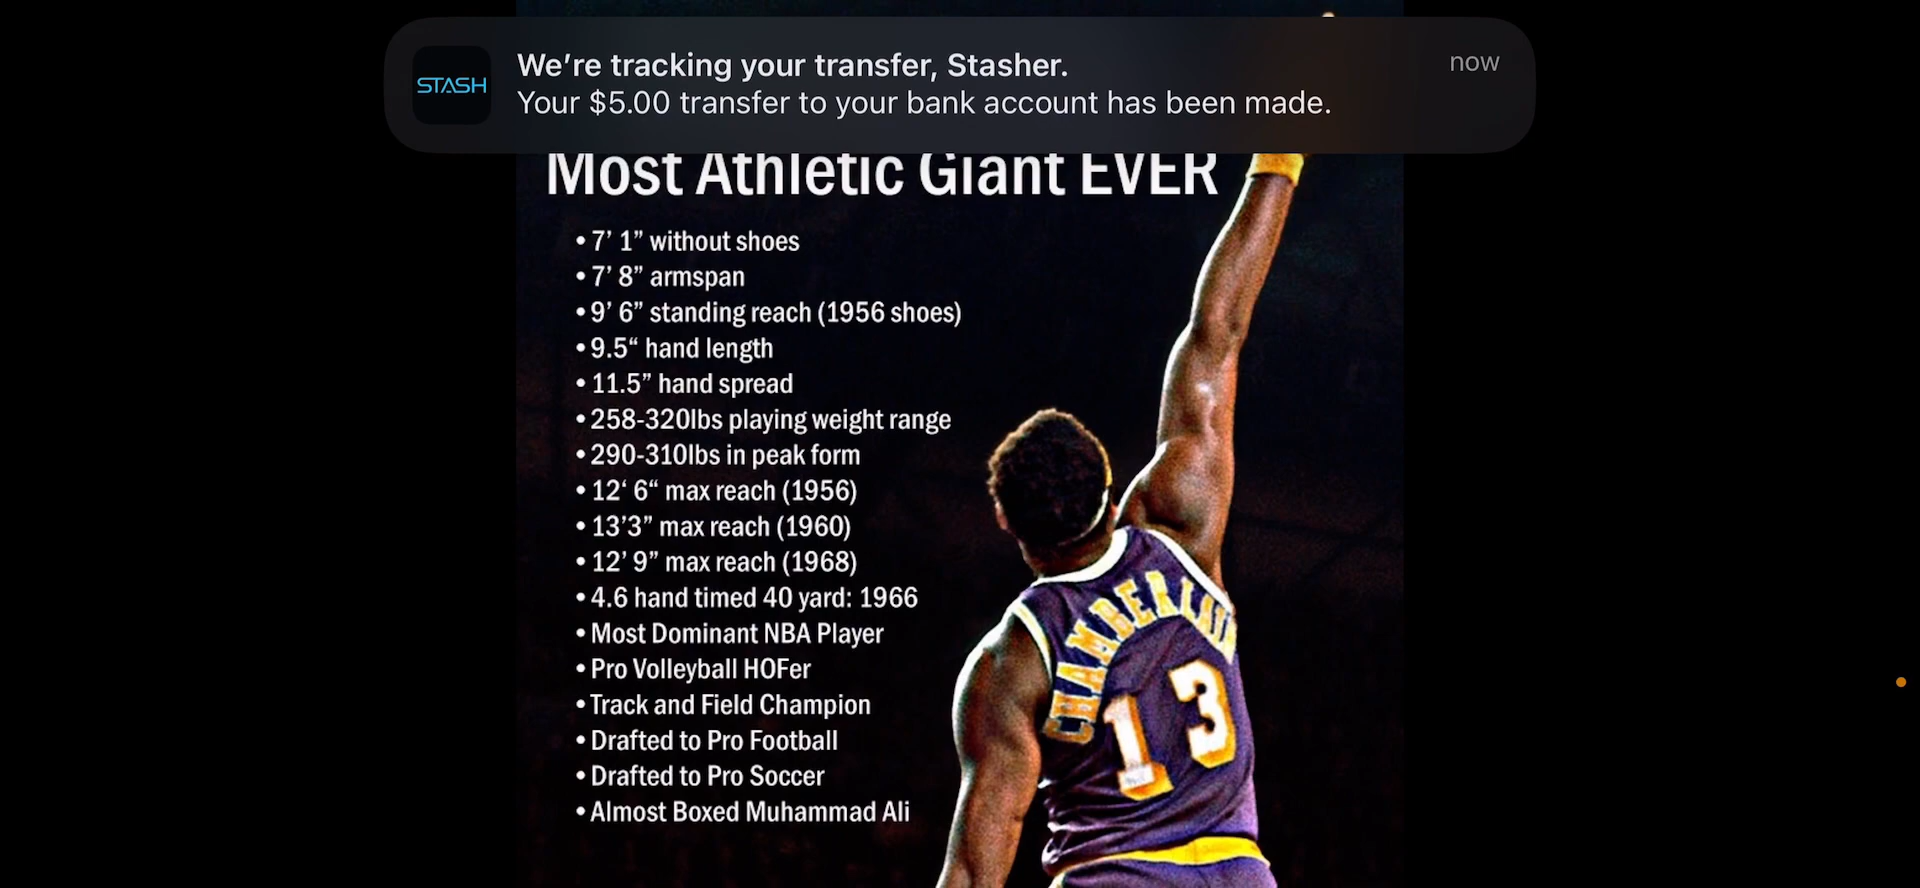 STASH
We’re tracking your transfer, Stasher.
now
Your $5.00 transfer to your bank account has been made.
Most Athletic Giant EVER
• 7’ 1” without shoes
• 7’ 8” armspan
• 9’ 6” standing reach (1956 shoes)
• 9.5“ hand length
• 11.5” hand spread
• 258-320lbs playing weight range
• 290-310lbs in peak form
• 12‘ 6“ max reach (1956)
• 13’3” max reach (1960)
• 12’ 9” max reach (1968)
• 4.6 hand timed 40 yard: 1966
• Most Dominant NBA Player
• Pro Volleyball HOFer
• Track and Field Champion
• Drafted to Pro Football
• Drafted to Pro Soccer
• Almost Boxed Muhammad Ali
CHAMBERLAIN
13